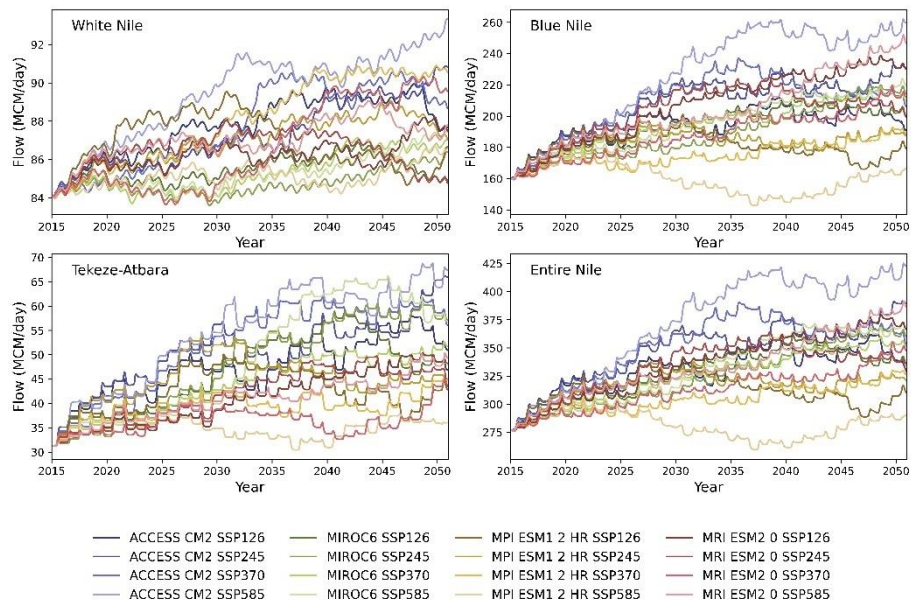 White Nile
Flow (MCM/day)
92
90
88
86
84
2015 2020 2025 2030 2035 2040 2045 2050
Year
Blue Nile
Flow (MCM/day)
260
240
220
200
180
160
140
2015 2020 2025 2030 2035 2040 2045 2050
Year
Tekeze-Atbara
Flow (MCM/day)
70
65
60
55
50
45
40
35
30
2015 2020 2025 2030 2035 2040 2045 2050
Year
Entire Nile
Flow (MCM/day)
425
400
375
350
325
300
275
2015 2020 2025 2030 2035 2040 2045 2050
Year
ACCESS CM2 SSP126
ACCESS CM2 SSP245
ACCESS CM2 SSP370
ACCESS CM2 SSP585
MIROC6 SSP126
MIROC6 SSP245
MIROC6 SSP370
MIROC6 SSP585
MPI ESM1 2 HR SSP126
MPI ESM1 2 HR SSP245
MPI ESM1 2 HR SSP370
MPI ESM1 2 HR SSP585
MRI ESM2 0 SSP126
MRI ESM2 0 SSP245
MRI ESM2 0 SSP370
MRI ESM2 0 SSP585